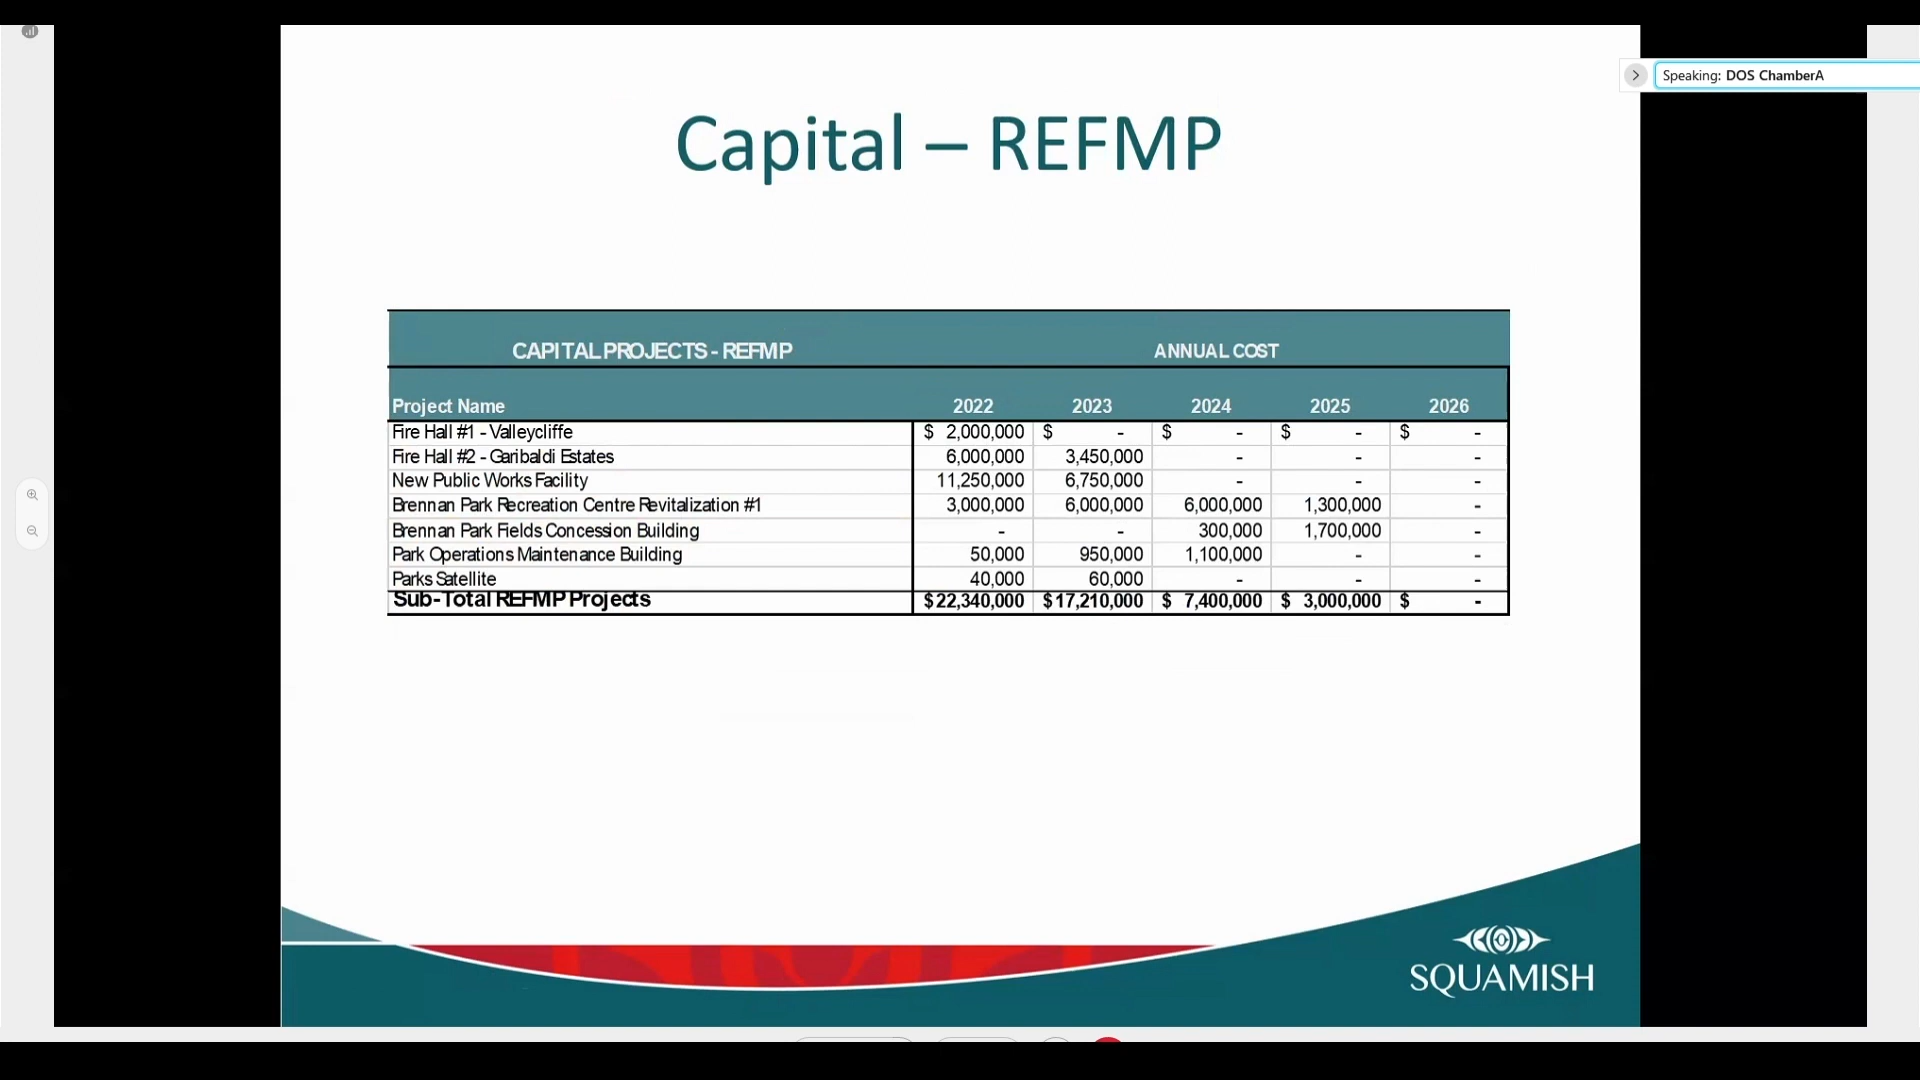 Speaking: DOS ChamberA
Capital – REFMP
CAPITAL PROJECTS - REFMP ANNUAL COST
Project Name 2022 2023 2024 2025 2026
Fire Hall #1 - Valleycliffe $ 2,000,000 $ - $ - $ - $ -
Fire Hall #2 - Garibaldi Estates 6,000,000 3,450,000 - - -
New Public Works Facility 11,250,000 6,750,000 - - -
Brennan Park Recreation Centre Revitalization #1 3,000,000 6,000,000 6,000,000 1,300,000 -
Brennan Park Fields Concession Building - - 300,000 1,700,000 -
Park Operations Maintenance Building 50,000 950,000 1,100,000 - -
Parks Satellite 40,000 60,000 - - -
Sub-Total REFMP Projects $22,340,000 $17,210,000 $ 7,400,000 $ 3,000,000 $ -
SQUAMISH